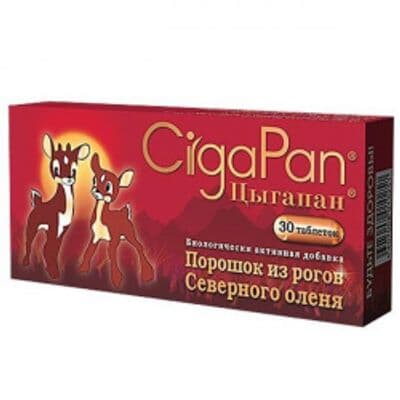 CigaPan®
Цыгапан®
30 таблеток
Биологически активная добавка
Порошок из рогов
Северного оленя
БУДЬТЕ ЗДОРОВЫ!